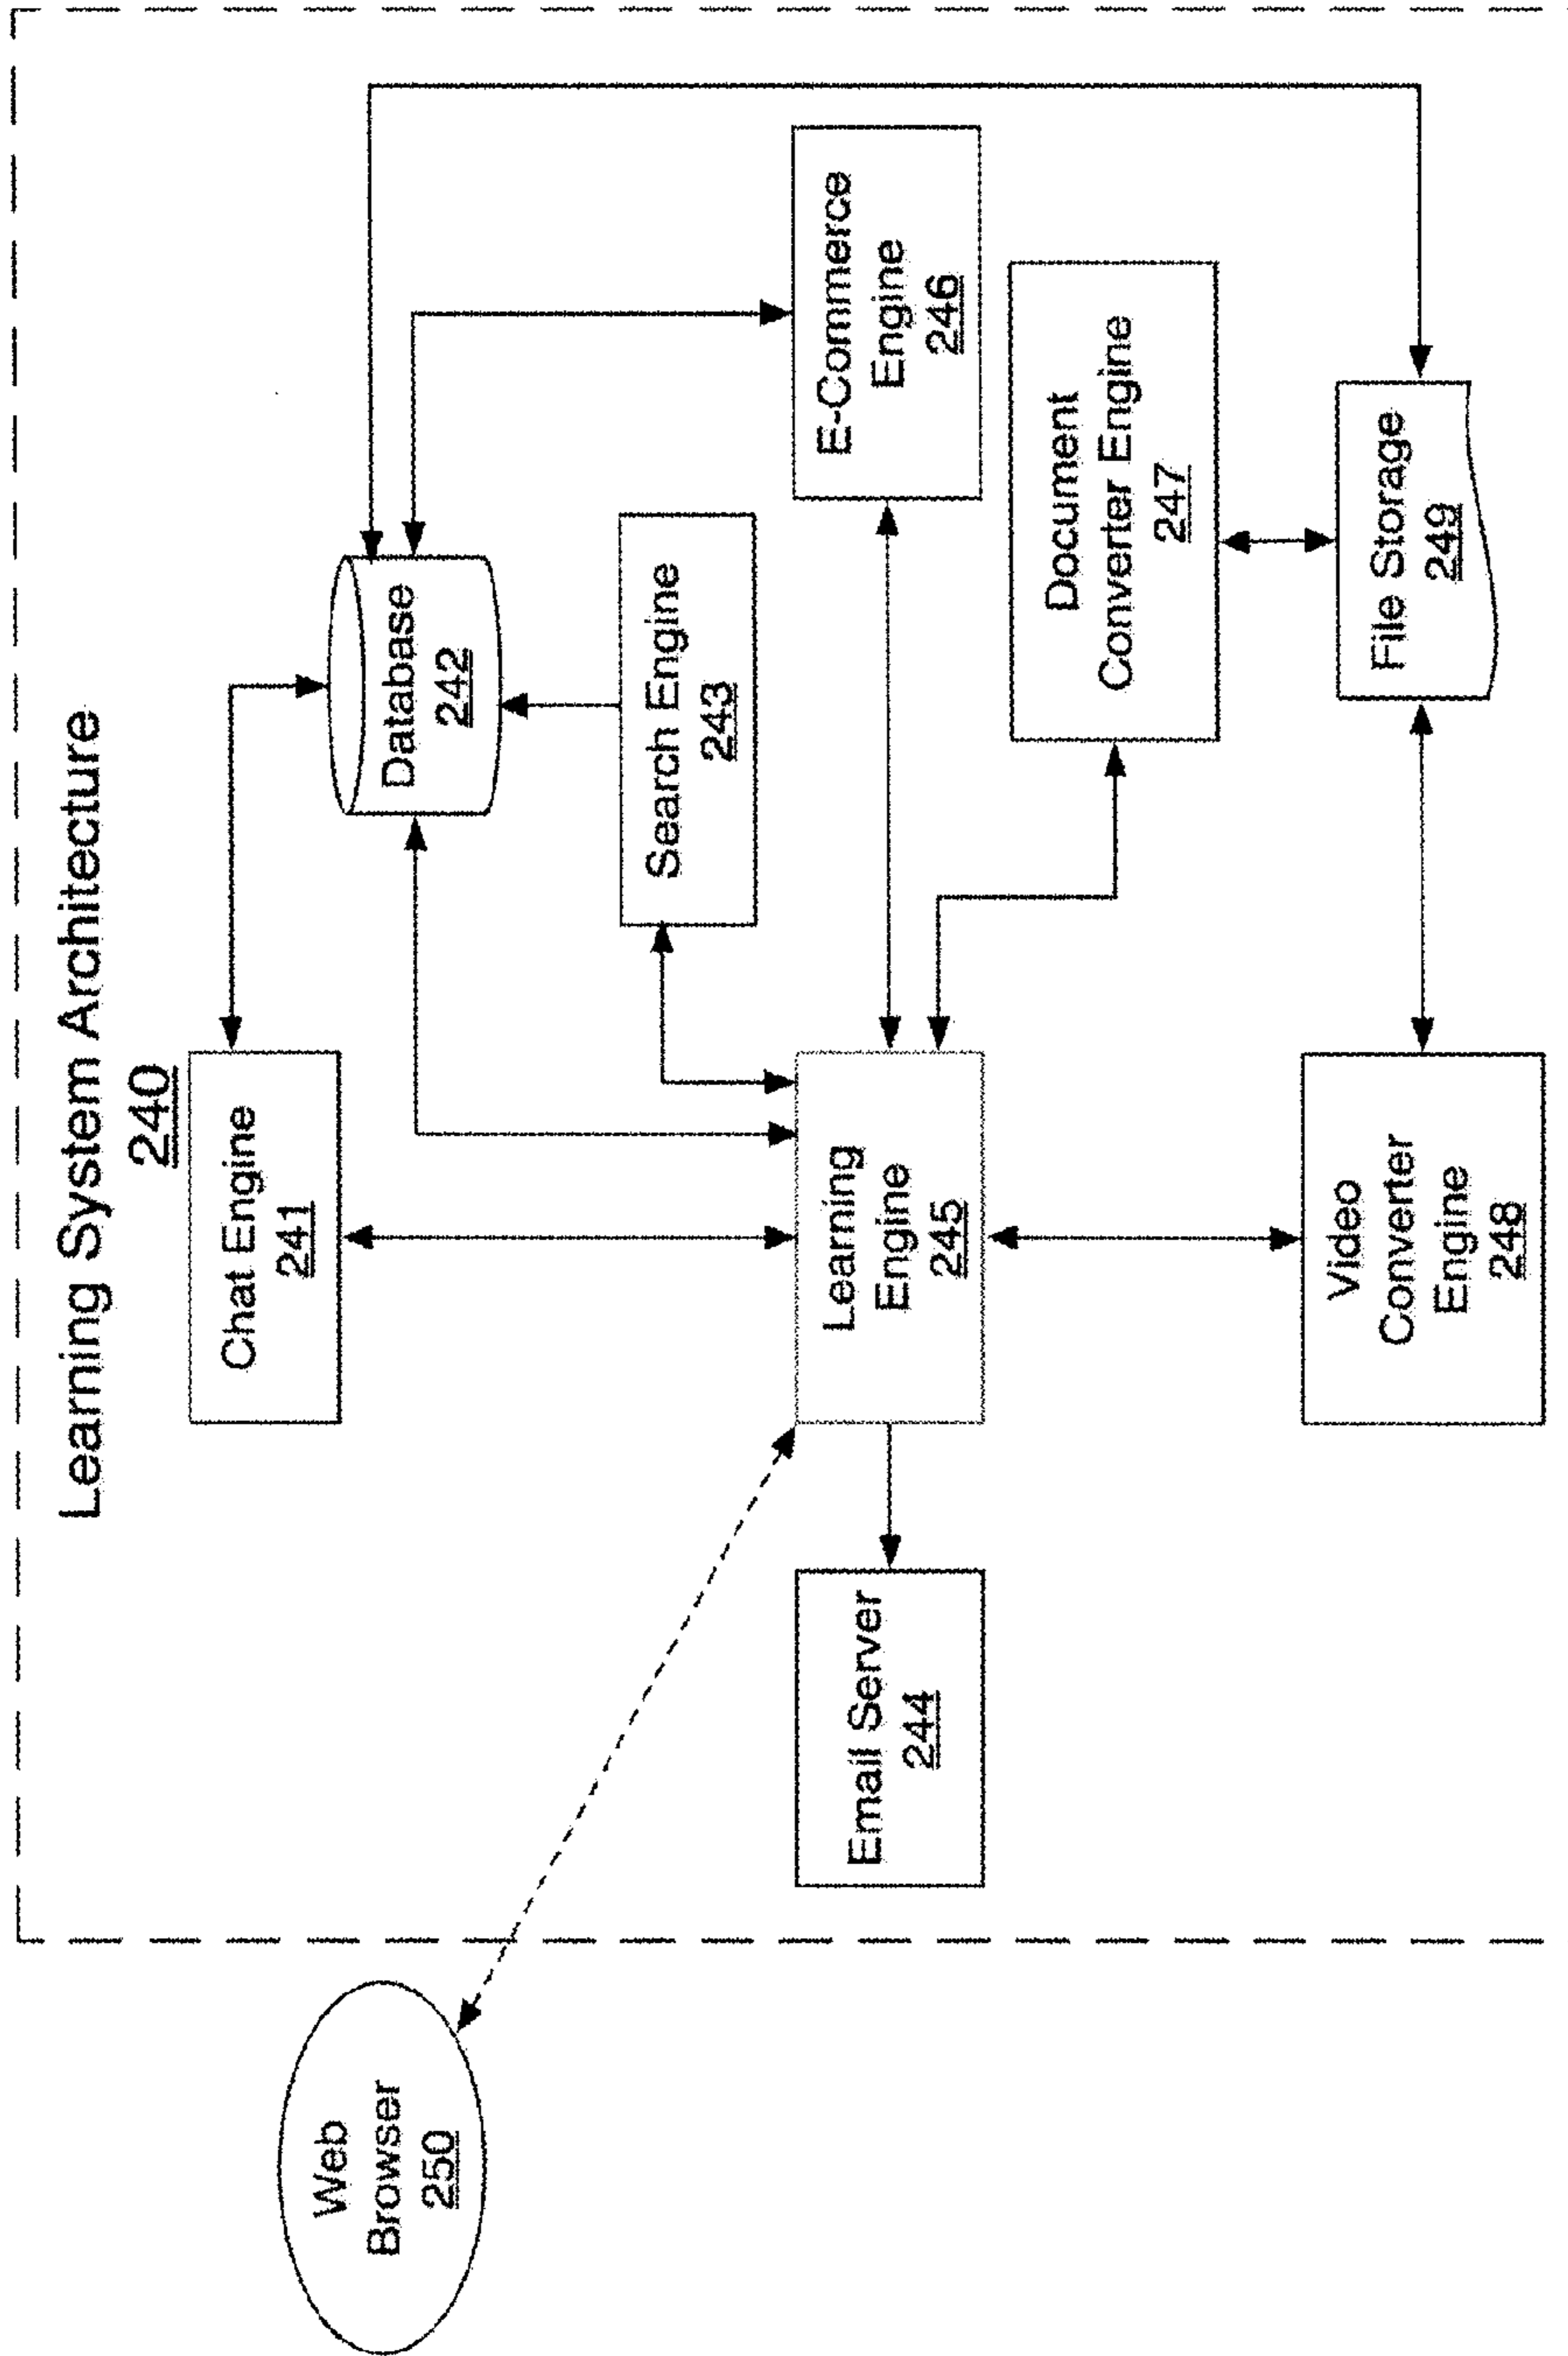 Learning System Architecture
240
Chat Engine
241
Database
242
Search Engine
243
Web
Browser
250
Email Server
244
Learning
Engine
245
E-Commerce
Engine
246
Document
Converter Engine
247
Video
Converter
Engine
248
File Storage
249